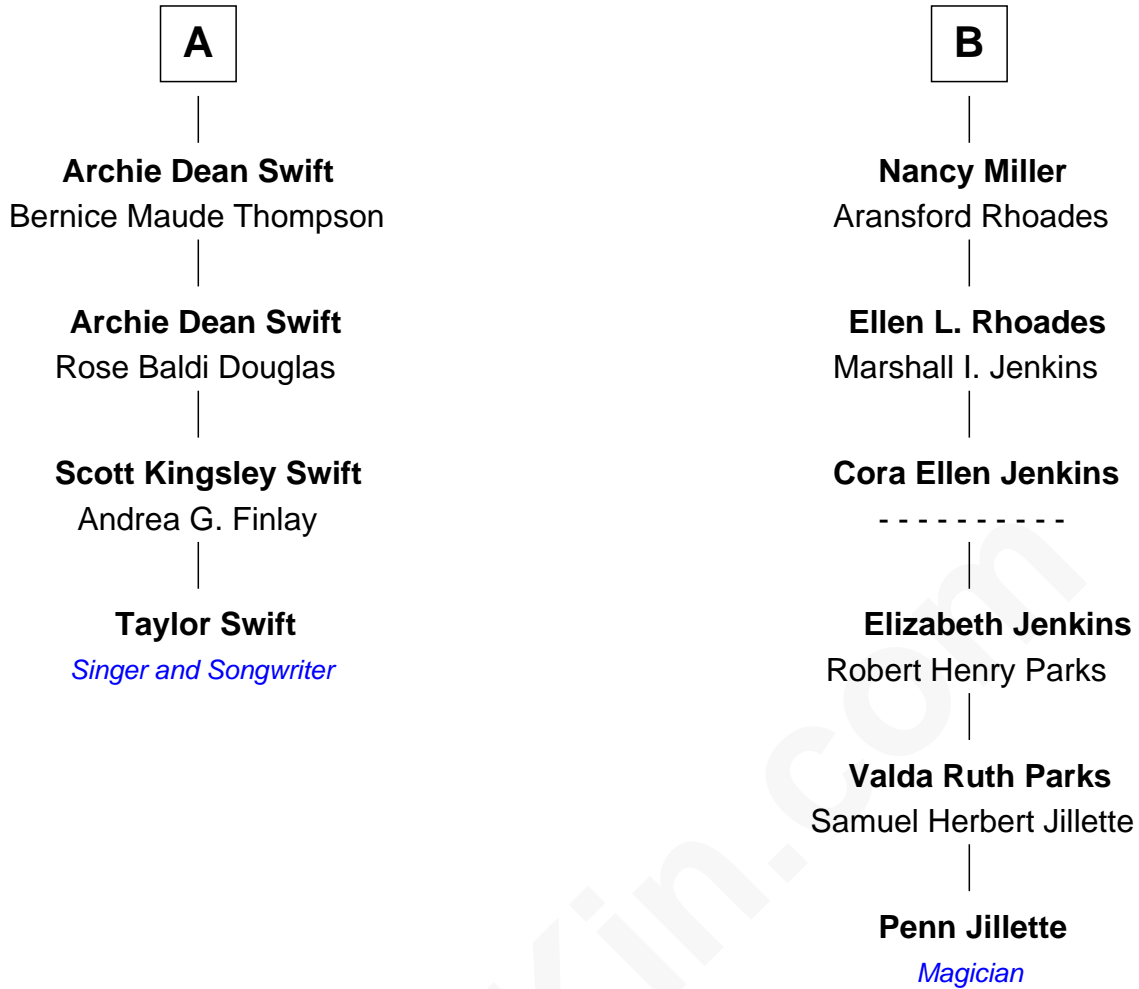 A
Archie Dean Swift
Bernice Maude Thompson
Archie Dean Swift
Rose Baldi Douglas
Scott Kingsley Swift
Andrea G. Finlay
Taylor Swift
Singer and Songwriter
B
Nancy Miller
Aransford Rhoades
Ellen L. Rhoades
Marshall I. Jenkins
Cora Ellen Jenkins
- - - - - - - - - -
Elizabeth Jenkins
Robert Henry Parks
Valda Ruth Parks
Samuel Herbert Jillette
Penn Jillette
Magician